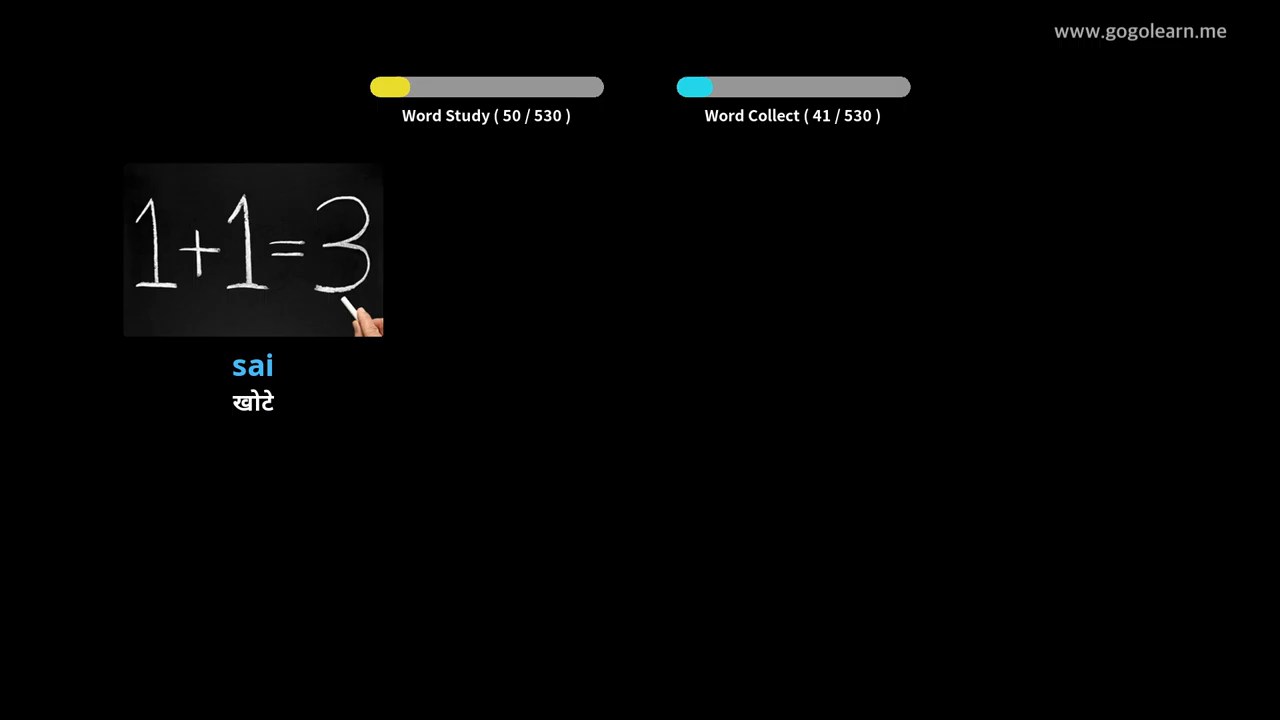 www.gogolearn.me
Word Study ( 50 / 530 )
Word Collect ( 41 / 530 )
1+1=3
sai
खोटे